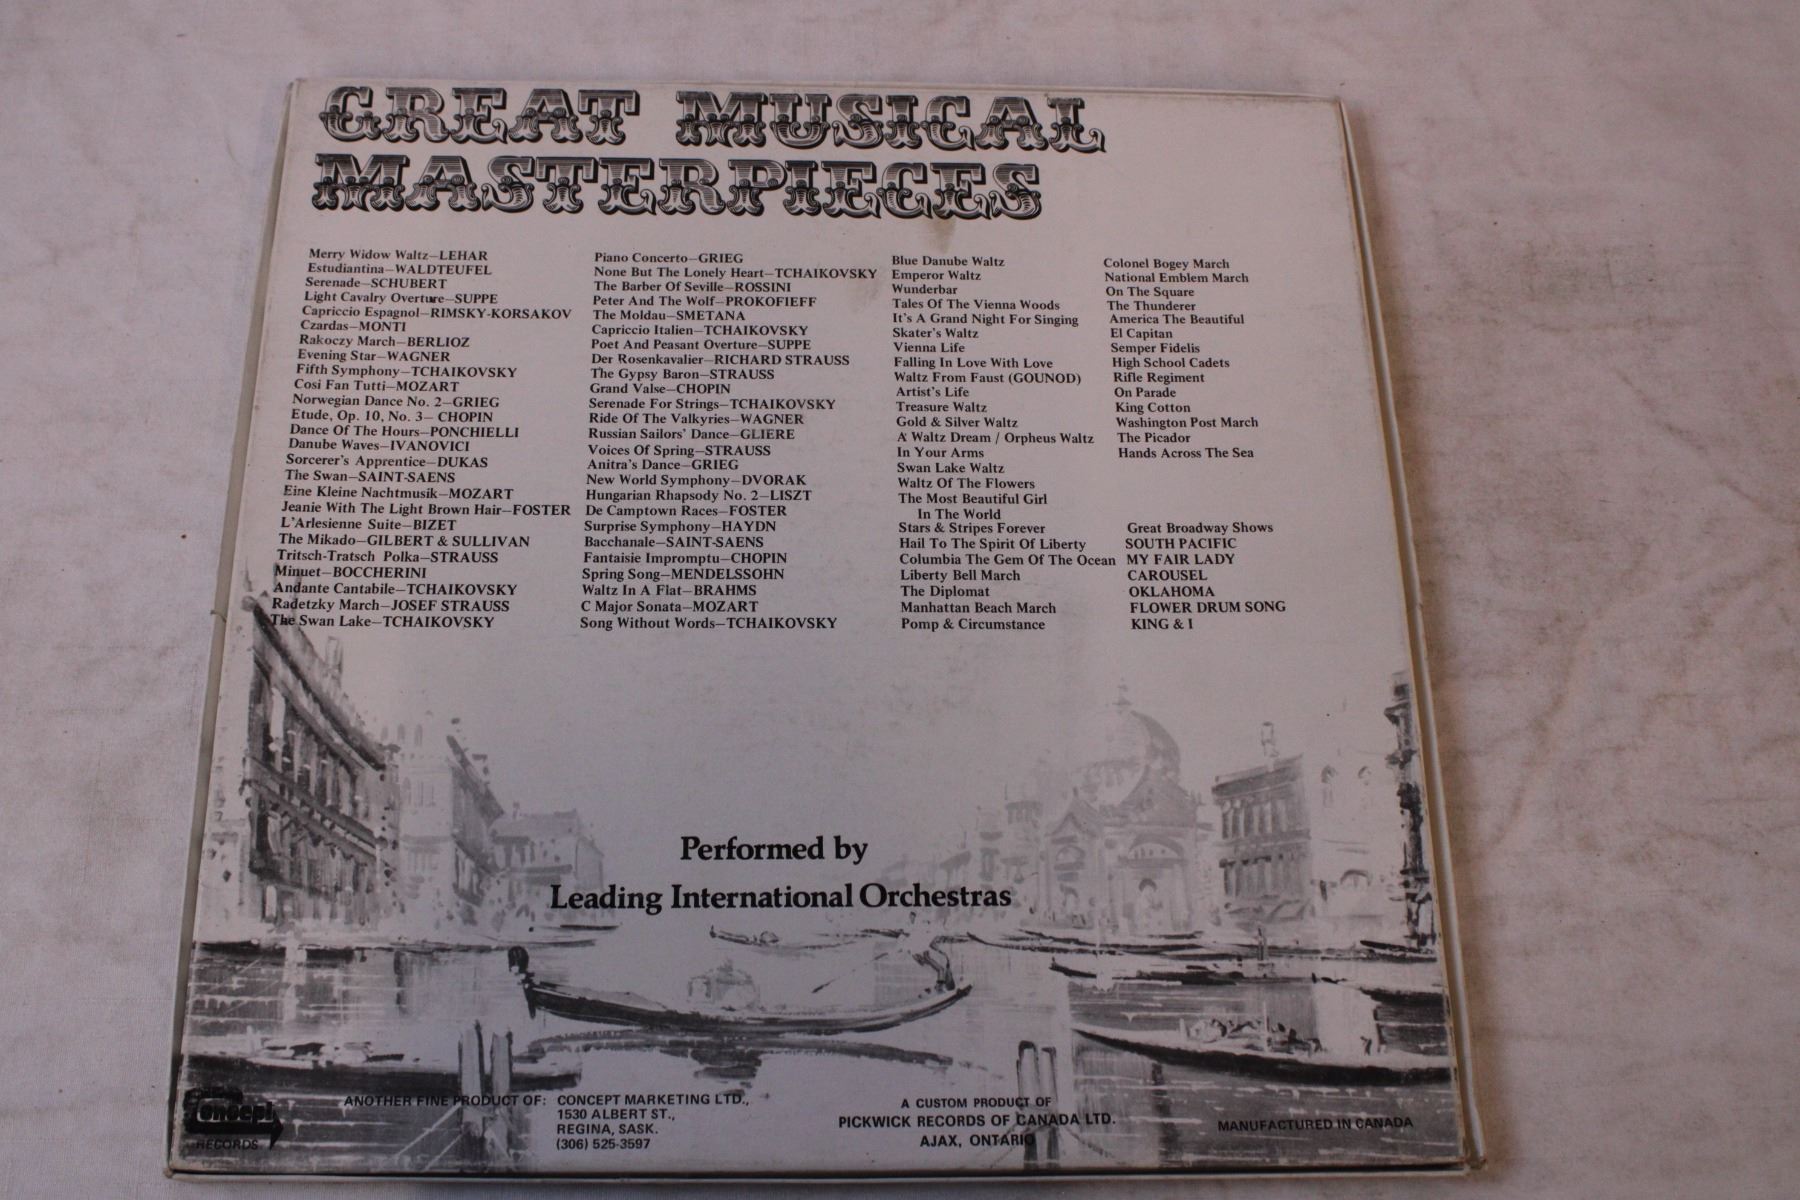 GREAT MUSICAL
MASTERPIECES
Merry Widow Waltz—LEHAR
Estudiantina—WALDTEUFEL
Serenade—SCHUBERT
Light Cavalry Overture—SUPPE
Capriccio Espagnol—RIMSKY-KORSAKOV
Czardas—MONTI
Rakoczy March—BERLIOZ
Evening Star—WAGNER
Fifth Symphony—TCHAIKOVSKY
Cosi Fan Tutti—MOZART
Norwegian Dance No. 2—GRIEG
Etude, Op. 10, No. 3— CHOPIN
Dance Of The Hours—PONCHIELLI
Danube Waves—IVANOVICI
Sorcerer's Apprentice—DUKAS
The Swan—SAINT-SAENS
Eine Kleine Nachtmusik—MOZART
Jeanie With The Light Brown Hair—FOSTER
L'Arlesienne Suite—BIZET
The Mikado—GILBERT & SULLIVAN
Tritsch-Tratsch Polka—STRAUSS
Minuet—BOCCHERINI
Andante Cantabile—TCHAIKOVSKY
Radetzky March—JOSEF STRAUSS
The Swan Lake—TCHAIKOVSKY
Piano Concerto—GRIEG
None But The Lonely Heart—TCHAIKOVSKY
The Barber Of Seville—ROSSINI
Peter And The Wolf—PROKOFIEFF
The Moldau—SMETANA
Capriccio Italien—TCHAIKOVSKY
Poet And Peasant Overture—SUPPE
Der Rosenkavalier—RICHARD STRAUSS
The Gypsy Baron—STRAUSS
Grand Valse—CHOPIN
Serenade For Strings—TCHAIKOVSKY
Ride Of The Valkyries—WAGNER
Russian Sailors' Dance—GLIERE
Voices Of Spring—STRAUSS
Anitra's Dance—GRIEG
New World Symphony—DVORAK
Hungarian Rhapsody No. 2—LISZT
De Camptown Races—FOSTER
Surprise Symphony—HAYDN
Bacchanale—SAINT-SAENS
Fantaisie Impromptu—CHOPIN
Spring Song—MENDELSSOHN
Waltz In A Flat—BRAHMS
C Major Sonata—MOZART
Song Without Words—TCHAIKOVSKY
Blue Danube Waltz
Emperor Waltz
Wunderbar
Tales Of The Vienna Woods
It's A Grand Night For Singing
Skater's Waltz
Vienna Life
Falling In Love With Love
Waltz From Faust (GOUNOD)
Artist's Life
Treasure Waltz
Gold & Silver Waltz
A Waltz Dream / Orpheus Waltz
In Your Arms
Swan Lake Waltz
Waltz Of The Flowers
The Most Beautiful Girl
In The World
Stars & Stripes Forever
Hail To The Spirit Of Liberty
Columbia The Gem Of The Ocean
Liberty Bell March
The Diplomat
Manhattan Beach March
Pomp & Circumstance
Colonel Bogey March
National Emblem March
On The Square
The Thunderer
America The Beautiful
El Capitan
Semper Fidelis
High School Cadets
Rifle Regiment
On Parade
King Cotton
Washington Post March
The Picador
Hands Across The Sea
Great Broadway Shows
SOUTH PACIFIC
MY FAIR LADY
CAROUSEL
OKLAHOMA
FLOWER DRUM SONG
KING & I
Performed by
Leading International Orchestras
Concept
RECORDS
ANOTHER FINE PRODUCT OF: CONCEPT MARKETING LTD.,
1530 ALBERT ST.,
REGINA, SASK.
(306) 525-3597
A CUSTOM PRODUCT OF
PICKWICK RECORDS OF CANADA LTD.
AJAX, ONTARIO
MANUFACTURED IN CANADA